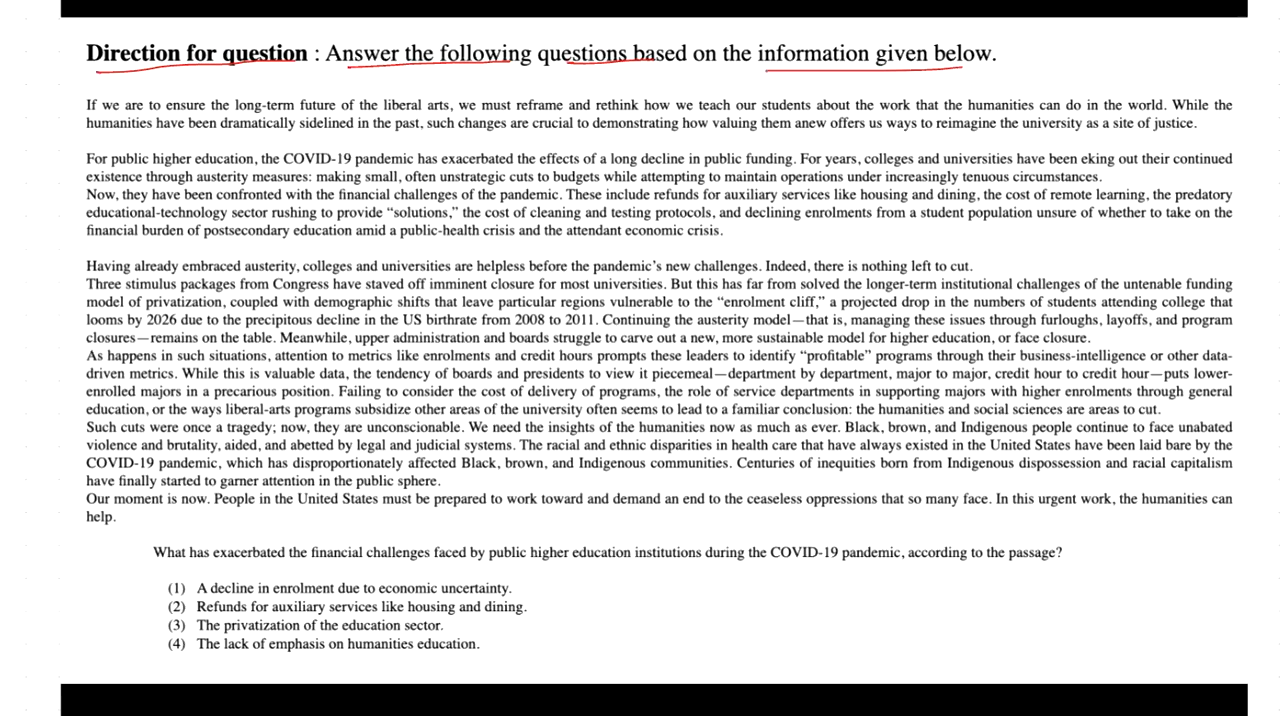 Direction for question : Answer the following questions based on the information given below.
If we are to ensure the long-term future of the liberal arts, we must reframe and rethink how we teach our students about the work that the humanities can do in the world. While the
humanities have been dramatically sidelined in the past, such changes are crucial to demonstrating how valuing them anew offers us ways to reimagine the university as a site of justice.
For public higher education, the COVID-19 pandemic has exacerbated the effects of a long decline in public funding. For years, colleges and universities have been eking out their continued
existence through austerity measures: making small, often unstrategic cuts to budgets while attempting to maintain operations under increasingly tenuous circumstances.
Now, they have been confronted with the financial challenges of the pandemic. These include refunds for auxiliary services like housing and dining, the cost of remote learning, the predatory
educational-technology sector rushing to provide “solutions,” the cost of cleaning and testing protocols, and declining enrolments from a student population unsure of whether to take on the
financial burden of postsecondary education amid a public-health crisis and the attendant economic crisis.
Having already embraced austerity, colleges and universities are helpless before the pandemic’s new challenges. Indeed, there is nothing left to cut.
Three stimulus packages from Congress have staved off imminent closure for most universities. But this has far from solved the longer-term institutional challenges of the untenable funding
model of privatization, coupled with demographic shifts that leave particular regions vulnerable to the “enrolment cliff,” a projected drop in the numbers of students attending college that
looms by 2026 due to the precipitous decline in the US birthrate from 2008 to 2011. Continuing the austerity model—that is, managing these issues through furloughs, layoffs, and program
closures—remains on the table. Meanwhile, upper administration and boards struggle to carve out a new, more sustainable model for higher education, or face closure.
As happens in such situations, attention to metrics like enrolments and credit hours prompts these leaders to identify “profitable” programs through their business-intelligence or other data-
driven metrics. While this is valuable data, the tendency of boards and presidents to view it piecemeal—department by department, major to major, credit hour to credit hour—puts lower-
enrolled majors in a precarious position. Failing to consider the cost of delivery of programs, the role of service departments in supporting majors with higher enrolments through general
education, or the ways liberal-arts programs subsidize other areas of the university often seems to lead to a familiar conclusion: the humanities and social sciences are areas to cut.
Such cuts were once a tragedy; now, they are unconscionable. We need the insights of the humanities now as much as ever. Black, brown, and Indigenous people continue to face unabated
violence and brutality, aided, and abetted by legal and judicial systems. The racial and ethnic disparities in health care that have always existed in the United States have been laid bare by the
COVID-19 pandemic, which has disproportionately affected Black, brown, and Indigenous communities. Centuries of inequities born from Indigenous dispossession and racial capitalism
have finally started to garner attention in the public sphere.
Our moment is now. People in the United States must be prepared to work toward and demand an end to the ceaseless oppressions that so many face. In this urgent work, the humanities can
help.
What has exacerbated the financial challenges faced by public higher education institutions during the COVID-19 pandemic, according to the passage?
(1) A decline in enrolment due to economic uncertainty.
(2) Refunds for auxiliary services like housing and dining.
(3) The privatization of the education sector.
(4) The lack of emphasis on humanities education.